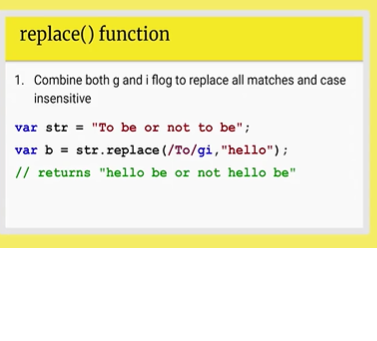 replace() function
1. Combine both g and i flog to replace all matches and case
insensitive
var str = "To be or not to be";
var b = str.replace(/To/gi,"hello");
// returns "hello be or not hello be"